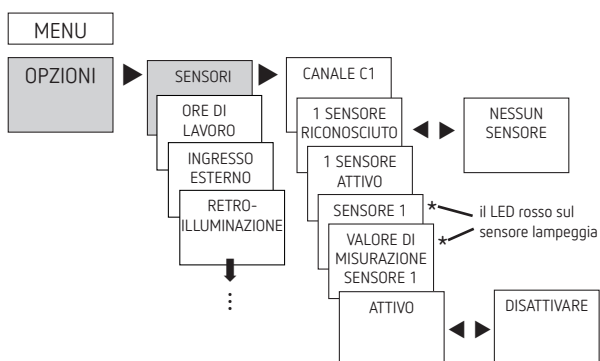 MENU
OPZIONI
SENSORI
ORE DI
LAVORO
INGRESSO
ESTERNO
RETRO-
ILLUMINAZIONE
CANALE C1
1 SENSORE
RICONOSCIUTO
NESSUN
SENSORE
1 SENSORE
ATTIVO
SENSORE 1
*
VALORE DI
MISURAZIONE
SENSORE 1
*
il LED rosso sul
sensore lampeggia
ATTIVO
DISATTIVARE